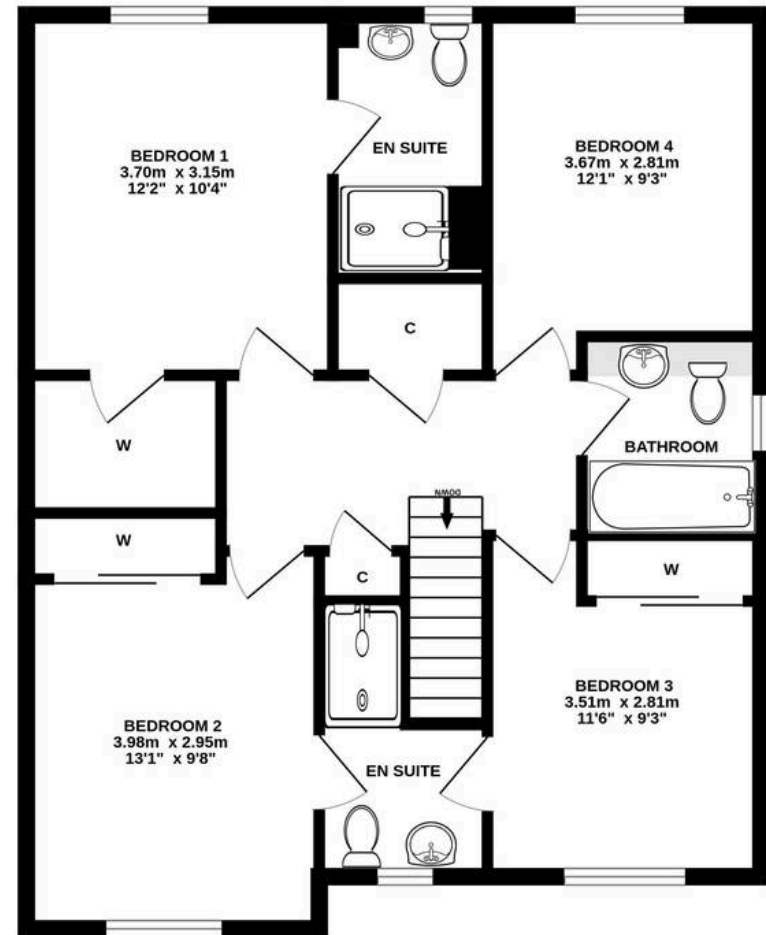 BEDROOM 1
3.70m x 3.15m
12'2" x 10'4"
EN SUITE
BEDROOM 4
3.67m x 2.81m
12'1" x 9'3"
C
W
BATHROOM
W
DOWN
C
W
BEDROOM 2
3.98m x 2.95m
13'1" x 9'8"
EN SUITE
BEDROOM 3
3.51m x 2.81m
11'6" x 9'3"